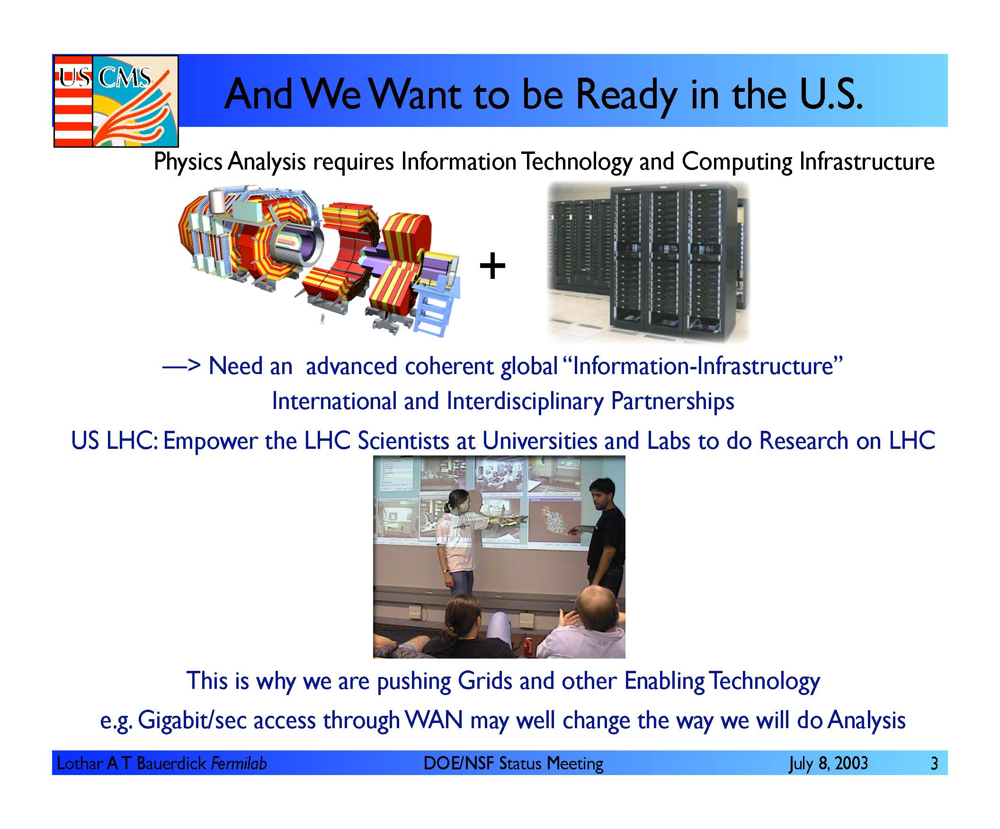 US CMS
And We Want to be Ready in the U.S.
Physics Analysis requires Information Technology and Computing Infrastructure
+
—> Need an advanced coherent global “Information-Infrastructure”
International and Interdisciplinary Partnerships
US LHC: Empower the LHC Scientists at Universities and Labs to do Research on LHC
This is why we are pushing Grids and other Enabling Technology
e.g. Gigabit/sec access through WAN may well change the way we will do Analysis
Lothar A T Bauerdick Fermilab DOE/NSF Status Meeting July 8, 2003 3